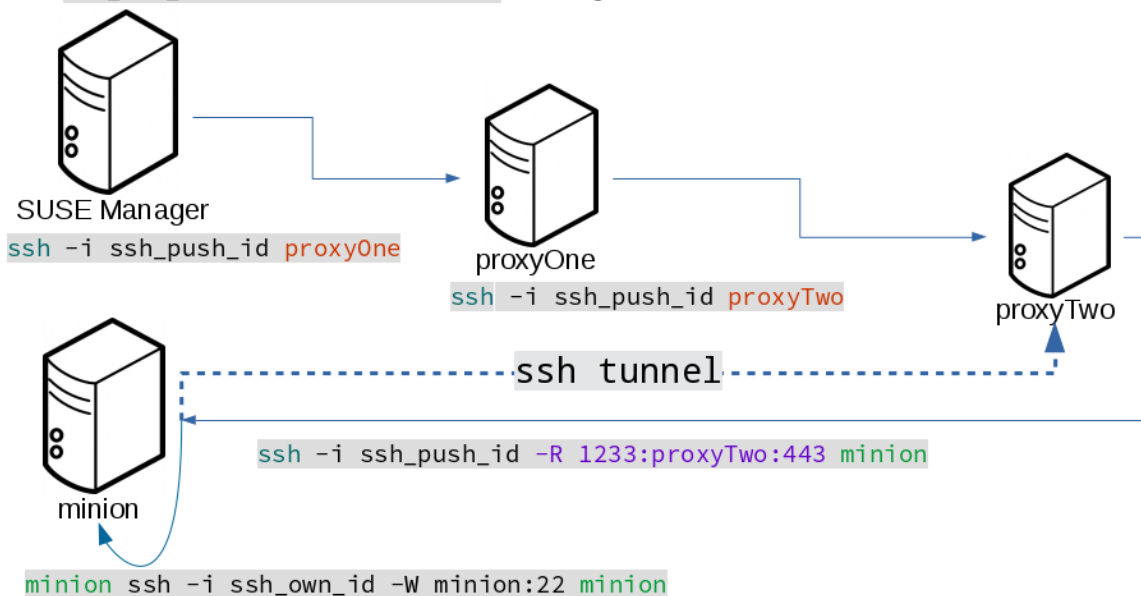 SUSE Manager
ssh -i ssh_push_id proxyOne
proxyOne
ssh -i ssh_push_id proxyTwo
proxyTwo
ssh tunnel
ssh -i ssh_push_id -R 1233:proxyTwo:443 minion
minion
minion ssh -i ssh_own_id -W minion:22 minion